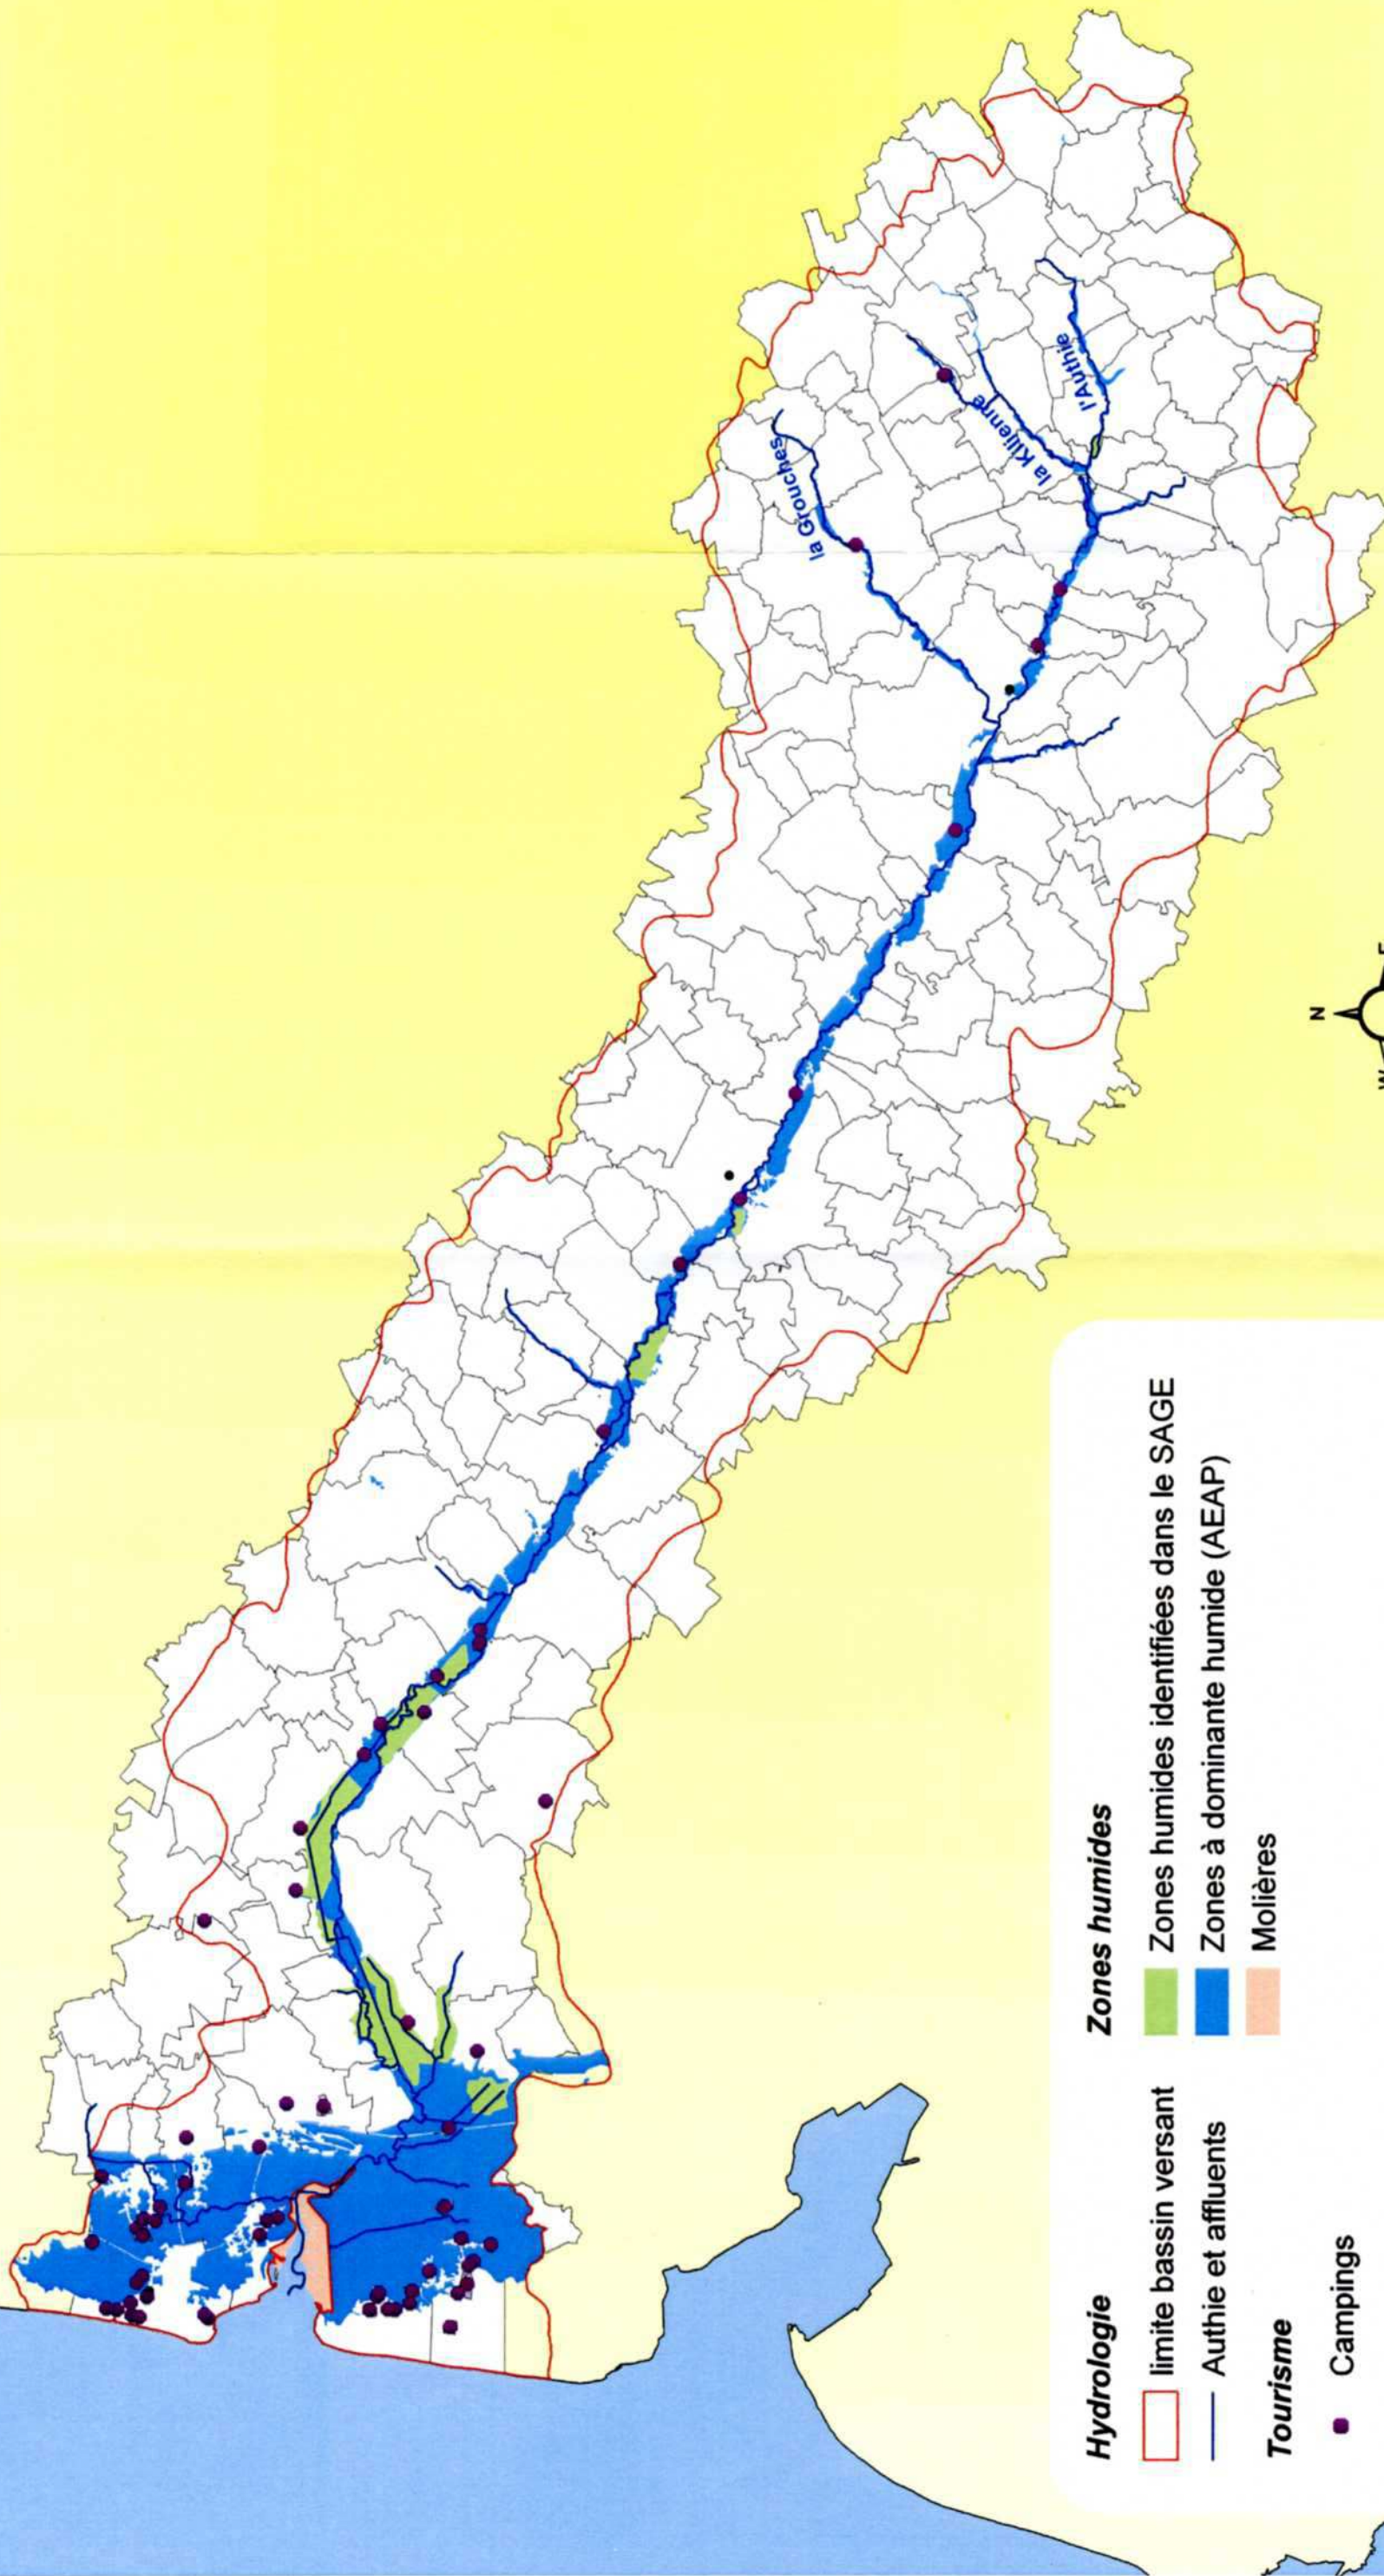 la Grouches
la Kilienne
l'Authie
N
W
E
Hydrologie
limite bassin versant
Authie et affluents
Tourisme
Campings
Zones humides
Zones humides identifiées dans le SAGE
Zones à dominante humide (AEAP)
Molières